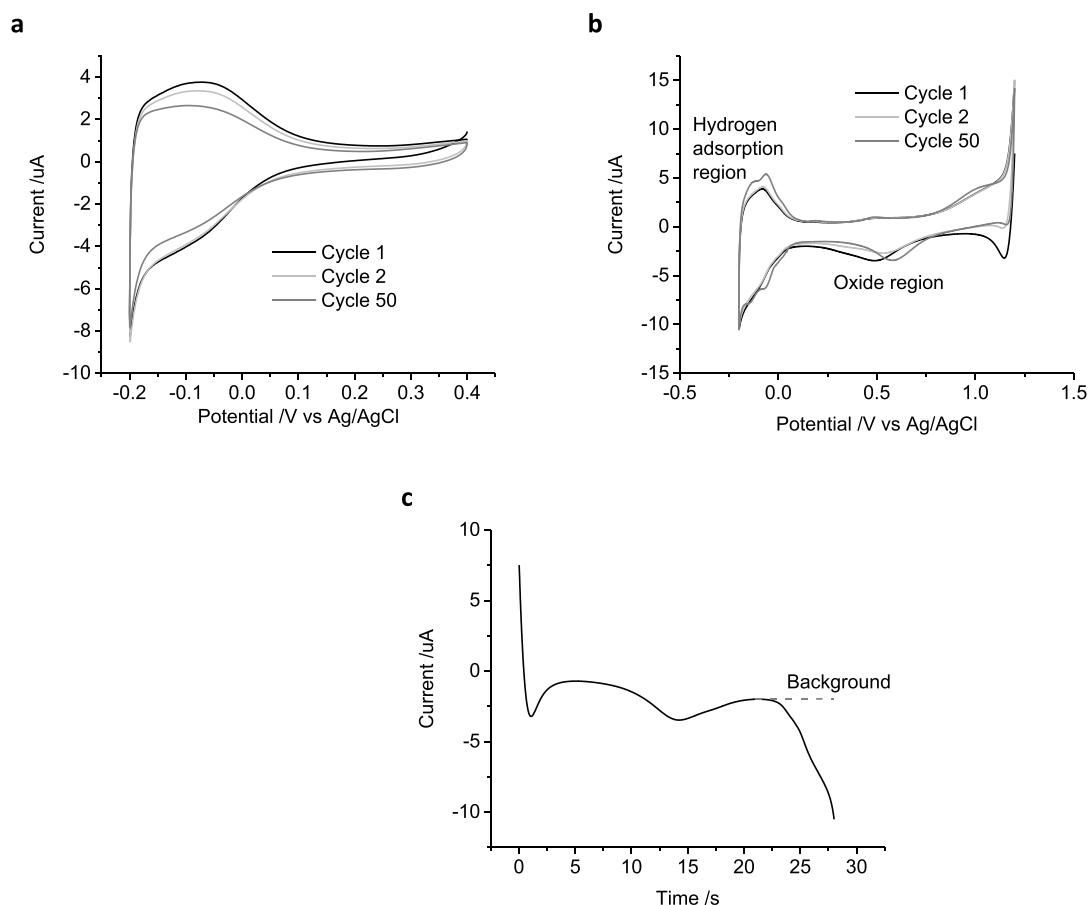 a
4
2
0
-2
-4
-6
-8
-10
Current /uA
Cycle 1
Cycle 2
Cycle 50
-0.2
-0.1
0.0
0.1
0.2
0.3
0.4
Potential /V vs Ag/AgCl
b
15
10
5
0
-5
-10
-15
Current /uA
Hydrogen
adsorption
region
Cycle 1
Cycle 2
Cycle 50
Oxide region
-0.5
0.0
0.5
1.0
1.5
Potential /V vs Ag/AgCl
c
10
5
0
-5
-10
Current /uA
Background
0
5
10
15
20
25
30
Time /s